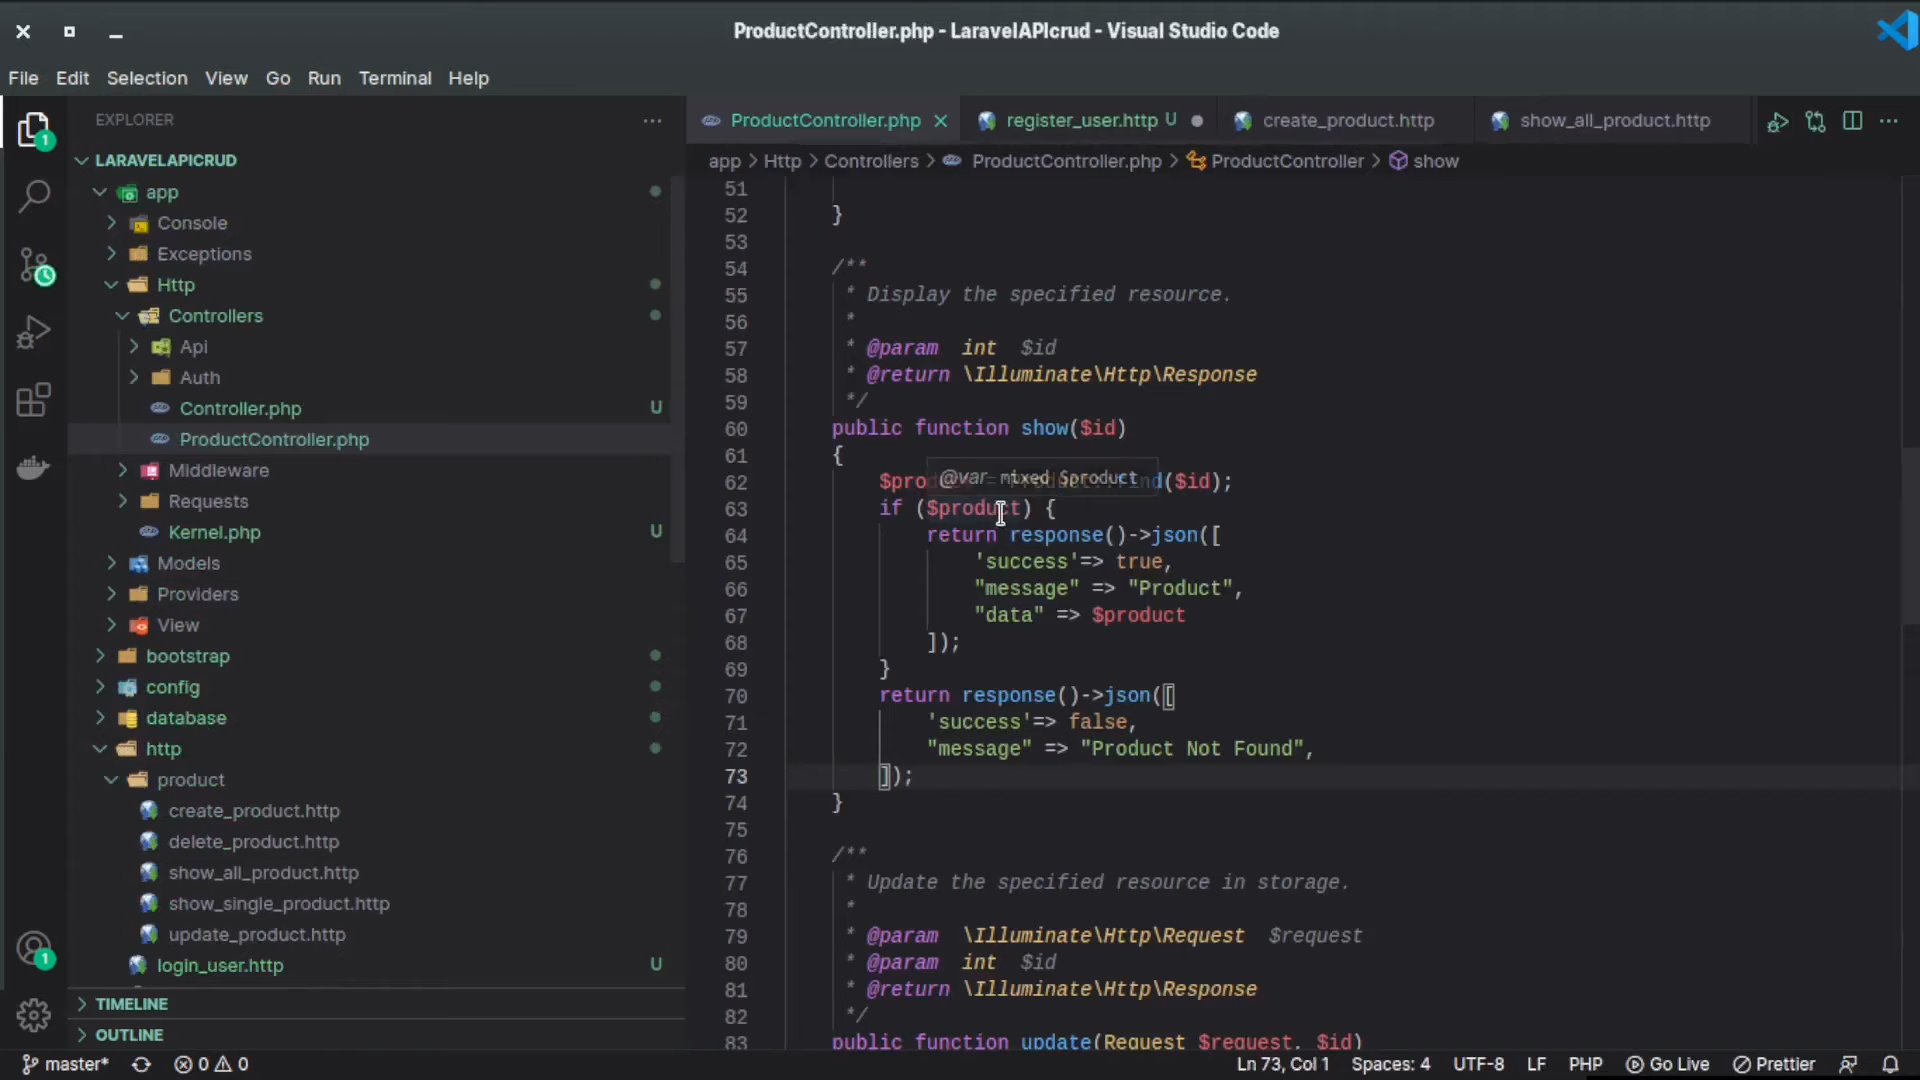 ProductController.php - LaravelAPIcrud - Visual Studio Code
File Edit Selection View Go Run Terminal Help
EXPLORER
LARAVELAPICRUD
app
Console
Exceptions
Http
Controllers
Api
Auth
Controller.php U
ProductController.php
Middleware
Requests
Kernel.php U
Models
Providers
View
bootstrap
config
database
http
product
create_product.http
delete_product.http
show_all_product.http
show_single_product.http
update_product.http
login_user.http U
TIMELINE
OUTLINE
1
1
ProductController.php register_user.http U create_product.http show_all_product.http
app > Http > Controllers > ProductController.php > ProductController > show
51
52 }
53
54 /**
55 * Display the specified resource.
56 *
57 * @param int $id
58 * @return \Illuminate\Http\Response
59 */
60 public function show($id)
61 {
@var mixed $product
62 $pro ($id);
63 if ($product) {
64 return response()->json([
65 'success'=> true,
66 "message" => "Product",
67 "data" => $product
68 ]);
69 }
70 return response()->json([
71 'success'=> false,
72 "message" => "Product Not Found",
73 ]);
74 }
75
76 /**
77 * Update the specified resource in storage.
78 *
79 * @param \Illuminate\Http\Request $request
80 * @param int $id
81 * @return \Illuminate\Http\Response
82 */
83 public function update(Request $request, $id)
master* 0 0 Ln 73, Col 1 Spaces: 4 UTF-8 LF PHP Go Live Prettier